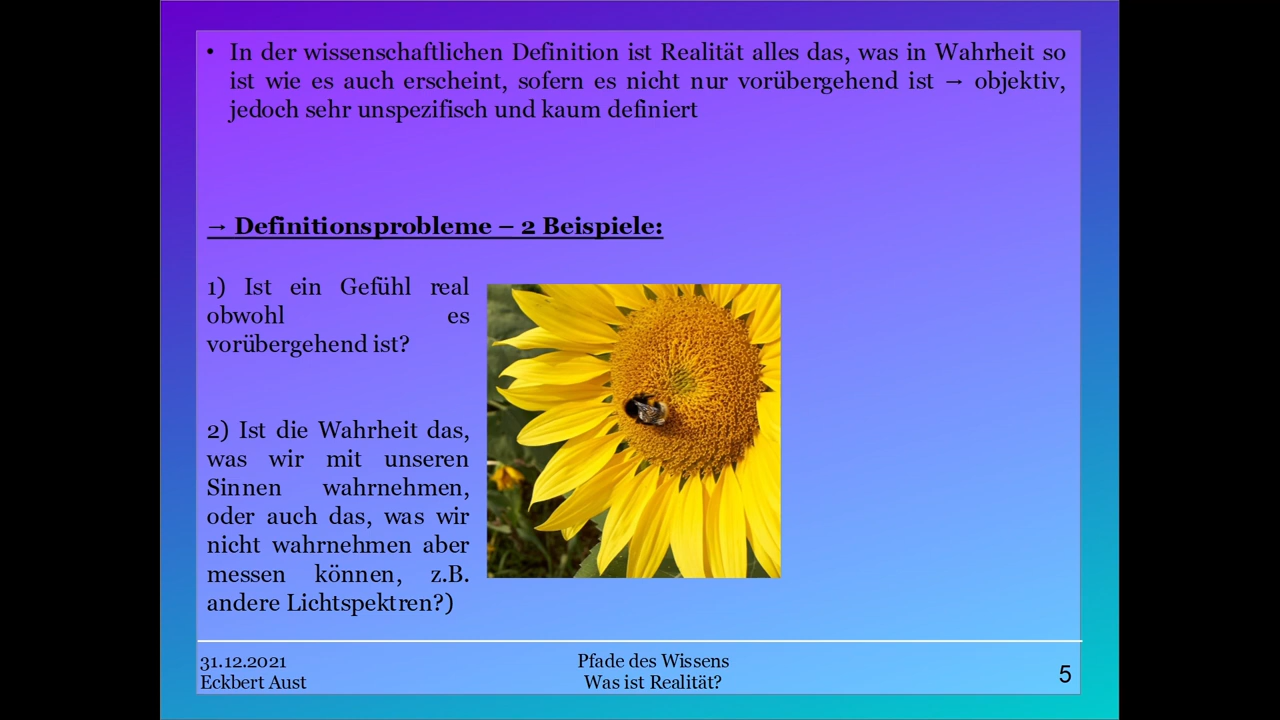 • In der wissenschaftlichen Definition ist Realität alles das, was in Wahrheit so
ist wie es auch erscheint, sofern es nicht nur vorübergehend ist → objektiv,
jedoch sehr unspezifisch und kaum definiert
→ Definitionsprobleme – 2 Beispiele:
1) Ist ein Gefühl real
obwohl es
vorübergehend ist?
2) Ist die Wahrheit das,
was wir mit unseren
Sinnen wahrnehmen,
oder auch das, was wir
nicht wahrnehmen aber
messen können, z.B.
andere Lichtspektren?)
31.12.2021
Eckbert Aust
Pfade des Wissens
Was ist Realität?
5